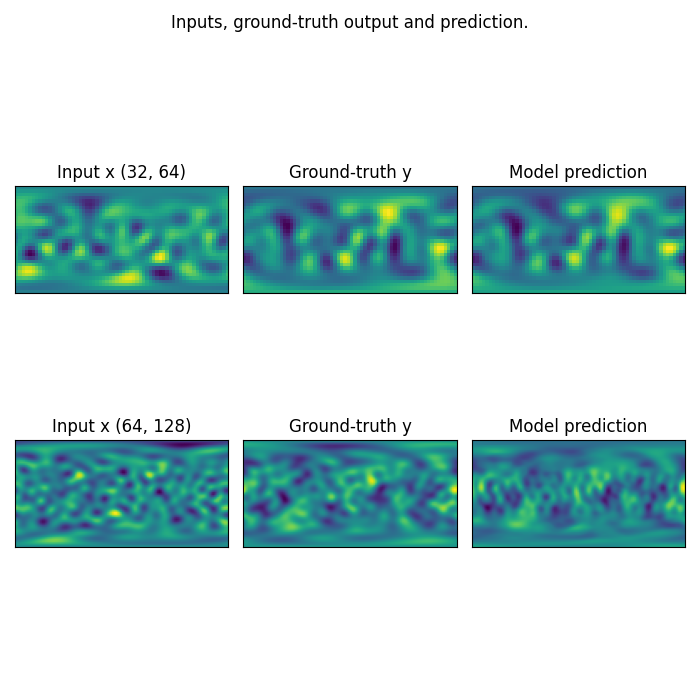 Inputs, ground-truth output and prediction.
Input x (32, 64)
Ground-truth y
Model prediction
Input x (64, 128)
Ground-truth y
Model prediction